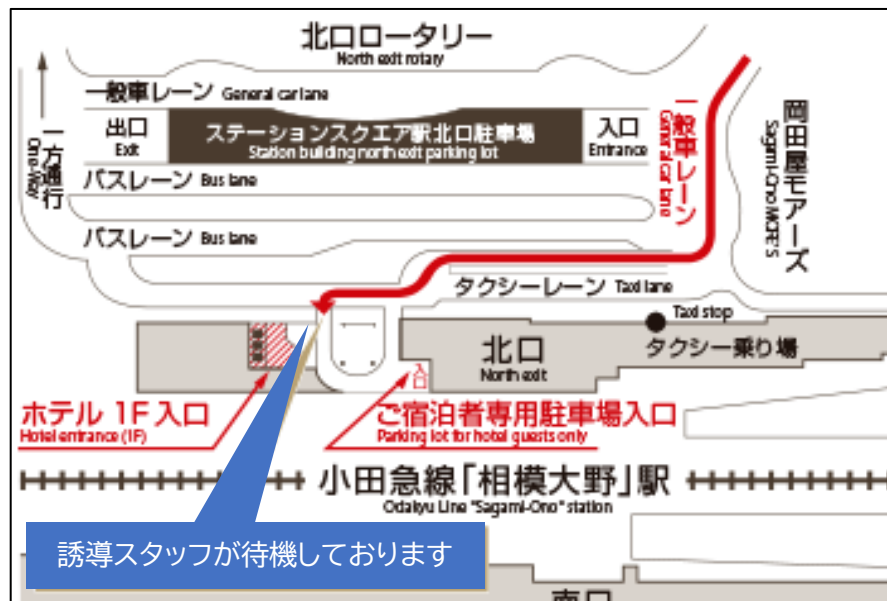 北口ロータリー
North exit rotary
一般車レーン General car lane
出口
Exit
ステーションスクエア駅北口駐車場
Station building north exit parking lot
入口
Entrance
一般車レーン
General car lane
岡田屋モアーズ
Sagami-Ono MORE'S
一方通行
One-Way
バスレーン Bus lane
バスレーン Bus lane
タクシーレーン Taxi lane
Taxi stop
タクシー乗り場
北口
North exit
入口
ホテル 1F 入口
Hotel entrance (1F)
ご宿泊者専用駐車場入口
Parking lot for hotel guests only
小田急線「相模大野」駅
Odakyu Line "Sagami-Ono" station
誘導スタッフが待機しております
南口